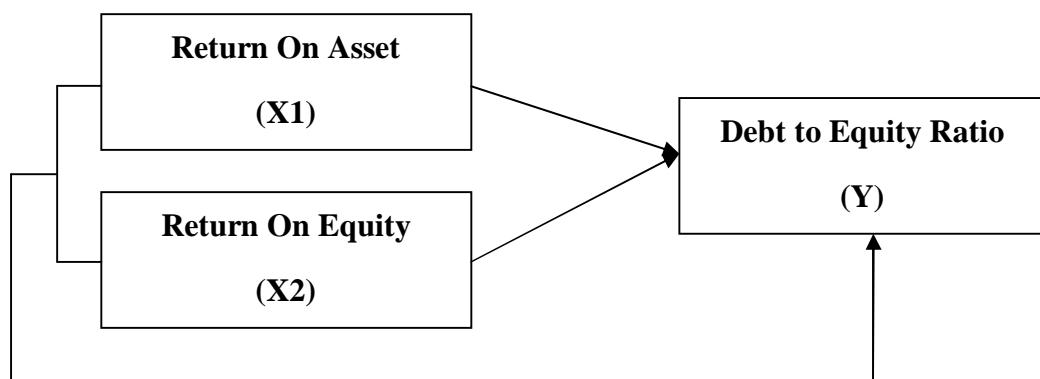 Return On Asset
(X1)
Debt to Equity Ratio
(Y)
Return On Equity
(X2)